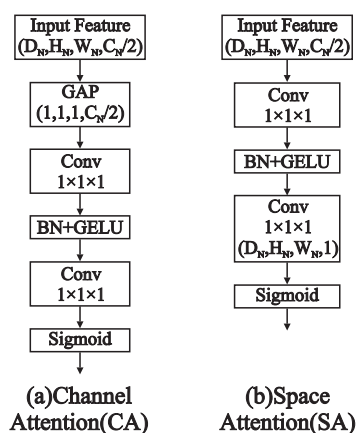 Input Feature
(D_N,H_N,W_N,C_N/2)
GAP
(1,1,1,C_N/2)
Conv
1×1×1
BN+GELU
Conv
1×1×1
Sigmoid
(a)Channel
Attention(CA)
Input Feature
(D_N,H_N,W_N,C_N/2)
Conv
1×1×1
BN+GELU
Conv
1×1×1
(D_N,H_N,W_N,1)
Sigmoid
(b)Space
Attention(SA)